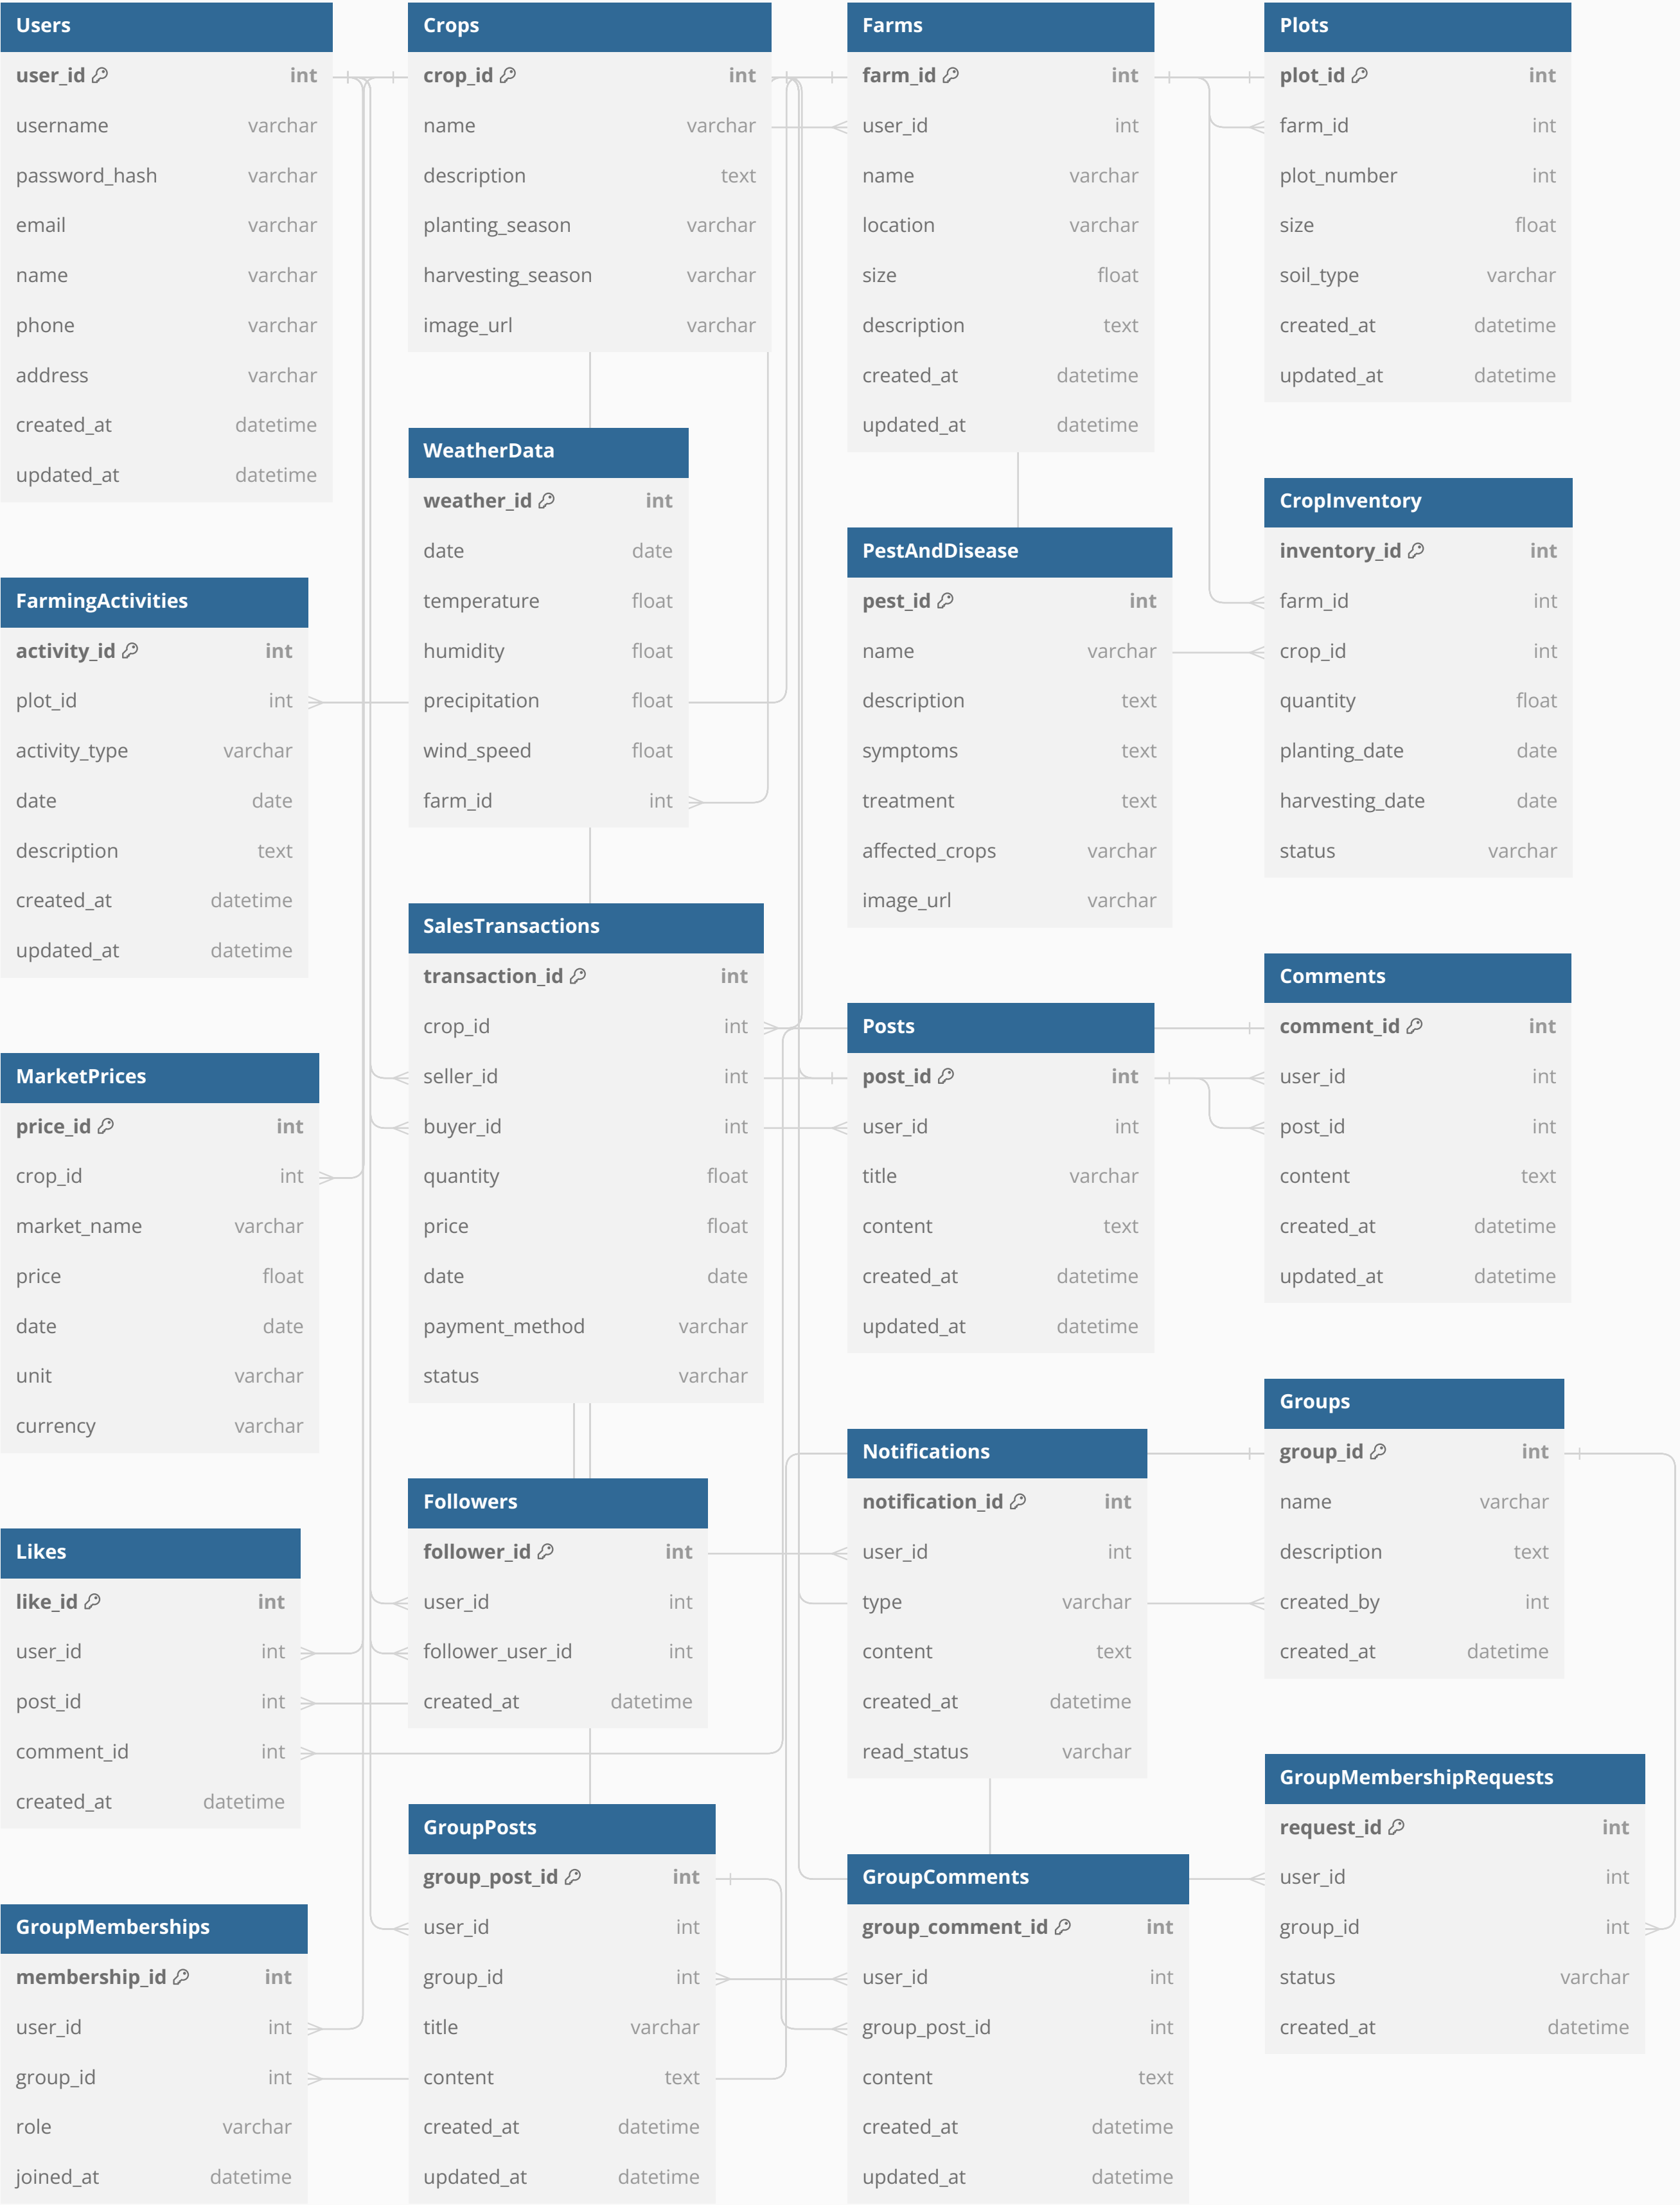 Users
user_id int
username varchar
password_hash varchar
email varchar
name varchar
phone varchar
address varchar
created_at datetime
updated_at datetime
FarmingActivities
activity_id int
plot_id int
activity_type varchar
date date
description text
created_at datetime
updated_at datetime
MarketPrices
price_id int
crop_id int
market_name varchar
price float
date date
unit varchar
currency varchar
Likes
like_id int
user_id int
post_id int
comment_id int
created_at datetime
GroupMemberships
membership_id int
user_id int
group_id int
role varchar
joined_at datetime
Crops
crop_id int
name varchar
description text
planting_season varchar
harvesting_season varchar
image_url varchar
WeatherData
weather_id int
date date
temperature float
humidity float
precipitation float
wind_speed float
farm_id int
SalesTransactions
transaction_id int
crop_id int
seller_id int
buyer_id int
quantity float
price float
date date
payment_method varchar
status varchar
Followers
follower_id int
user_id int
follower_user_id int
created_at datetime
GroupPosts
group_post_id int
user_id int
group_id int
title varchar
content text
created_at datetime
updated_at datetime
Farms
farm_id int
user_id int
name varchar
location varchar
size float
description text
created_at datetime
updated_at datetime
PestAndDisease
pest_id int
name varchar
description text
symptoms text
treatment text
affected_crops varchar
image_url varchar
Posts
post_id int
user_id int
title varchar
content text
created_at datetime
updated_at datetime
Notifications
notification_id int
user_id int
type varchar
content text
created_at datetime
read_status varchar
GroupComments
group_comment_id int
user_id int
group_post_id int
content text
created_at datetime
updated_at datetime
Plots
plot_id int
farm_id int
plot_number int
size float
soil_type varchar
created_at datetime
updated_at datetime
CropInventory
inventory_id int
farm_id int
crop_id int
quantity float
planting_date date
harvesting_date date
status varchar
Comments
comment_id int
user_id int
post_id int
content text
created_at datetime
updated_at datetime
Groups
group_id int
name varchar
description text
created_by int
created_at datetime
GroupMembershipRequests
request_id int
user_id int
group_id int
status varchar
created_at datetime